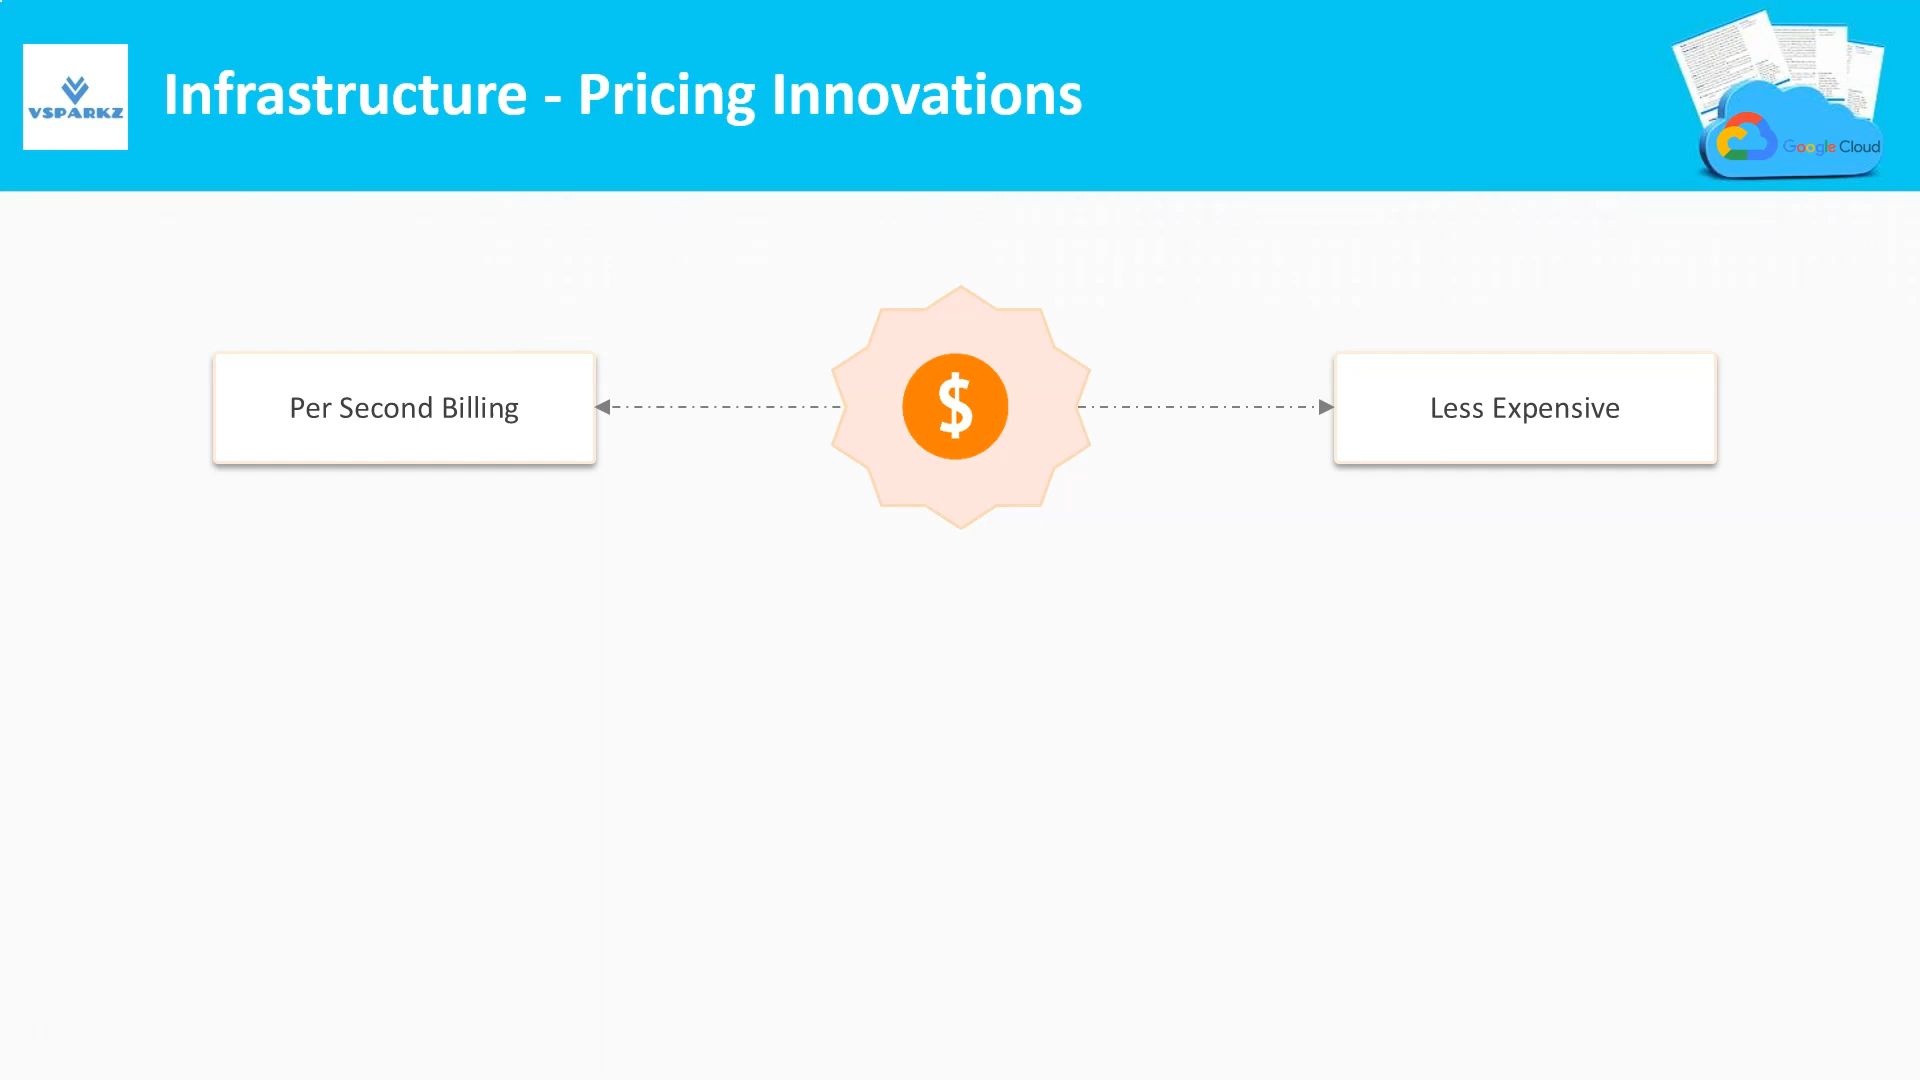 VSPARKZ
Infrastructure - Pricing Innovations
Google Cloud
Per Second Billing
$
Less Expensive